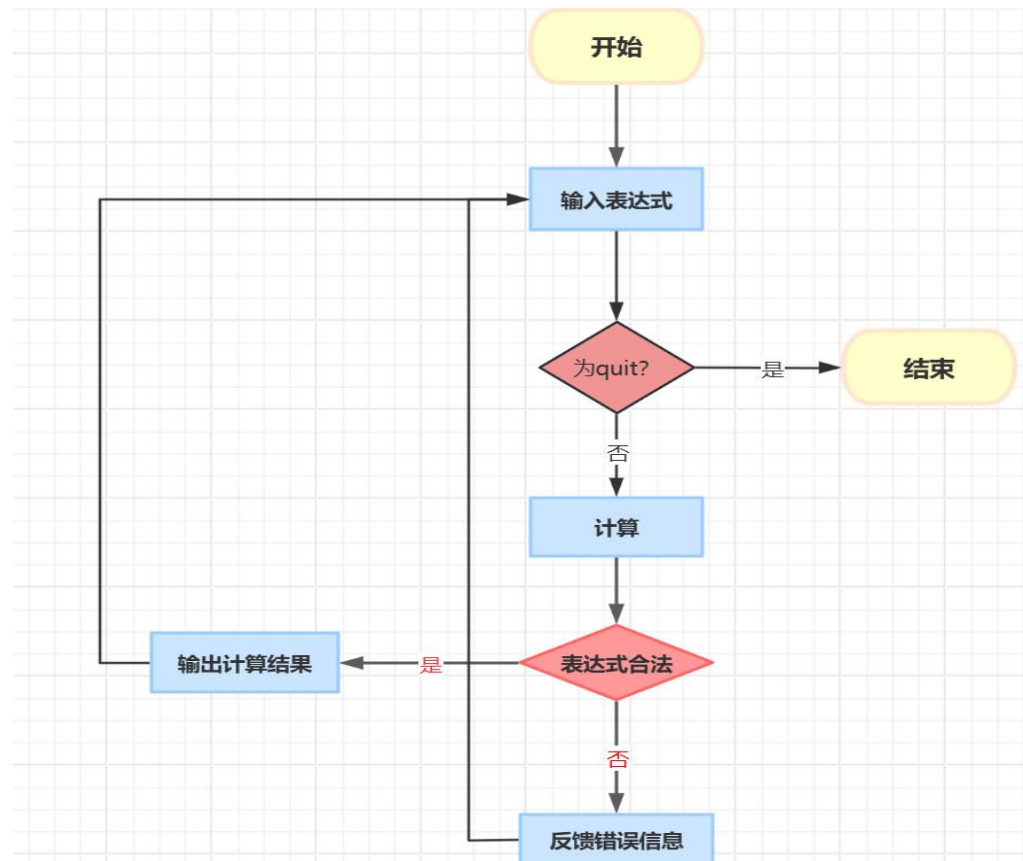 开始
输入表达式
为quit?
是
结束
否
计算
输出计算结果
是
表达式合法
否
反馈错误信息